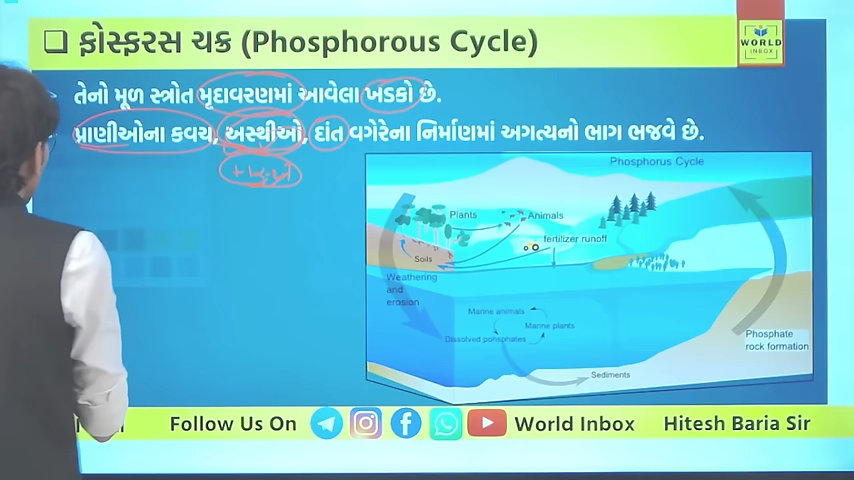 ❑ ફોસ્ફરસ ચક્ર (Phosphorous Cycle)
WORLD
INBOX
તેનો મૂળ સ્ત્રોત મૃદાવરણમાં આવેલા ખડકો છે.
પ્રાણીઓના કવચ, અસ્થીઓ, દાંત વગેરેના નિર્માણમાં અગત્યનો ભાગ ભજવે છે.
Phosphorus Cycle
Plants
Animals
fertilizer runoff
Soils
Weathering
and
erosion
Marine animals
Marine plants
Dissolved pohsphates
Phosphate
rock formation
Sediments
Follow Us On
World Inbox
Hitesh Baria Sir